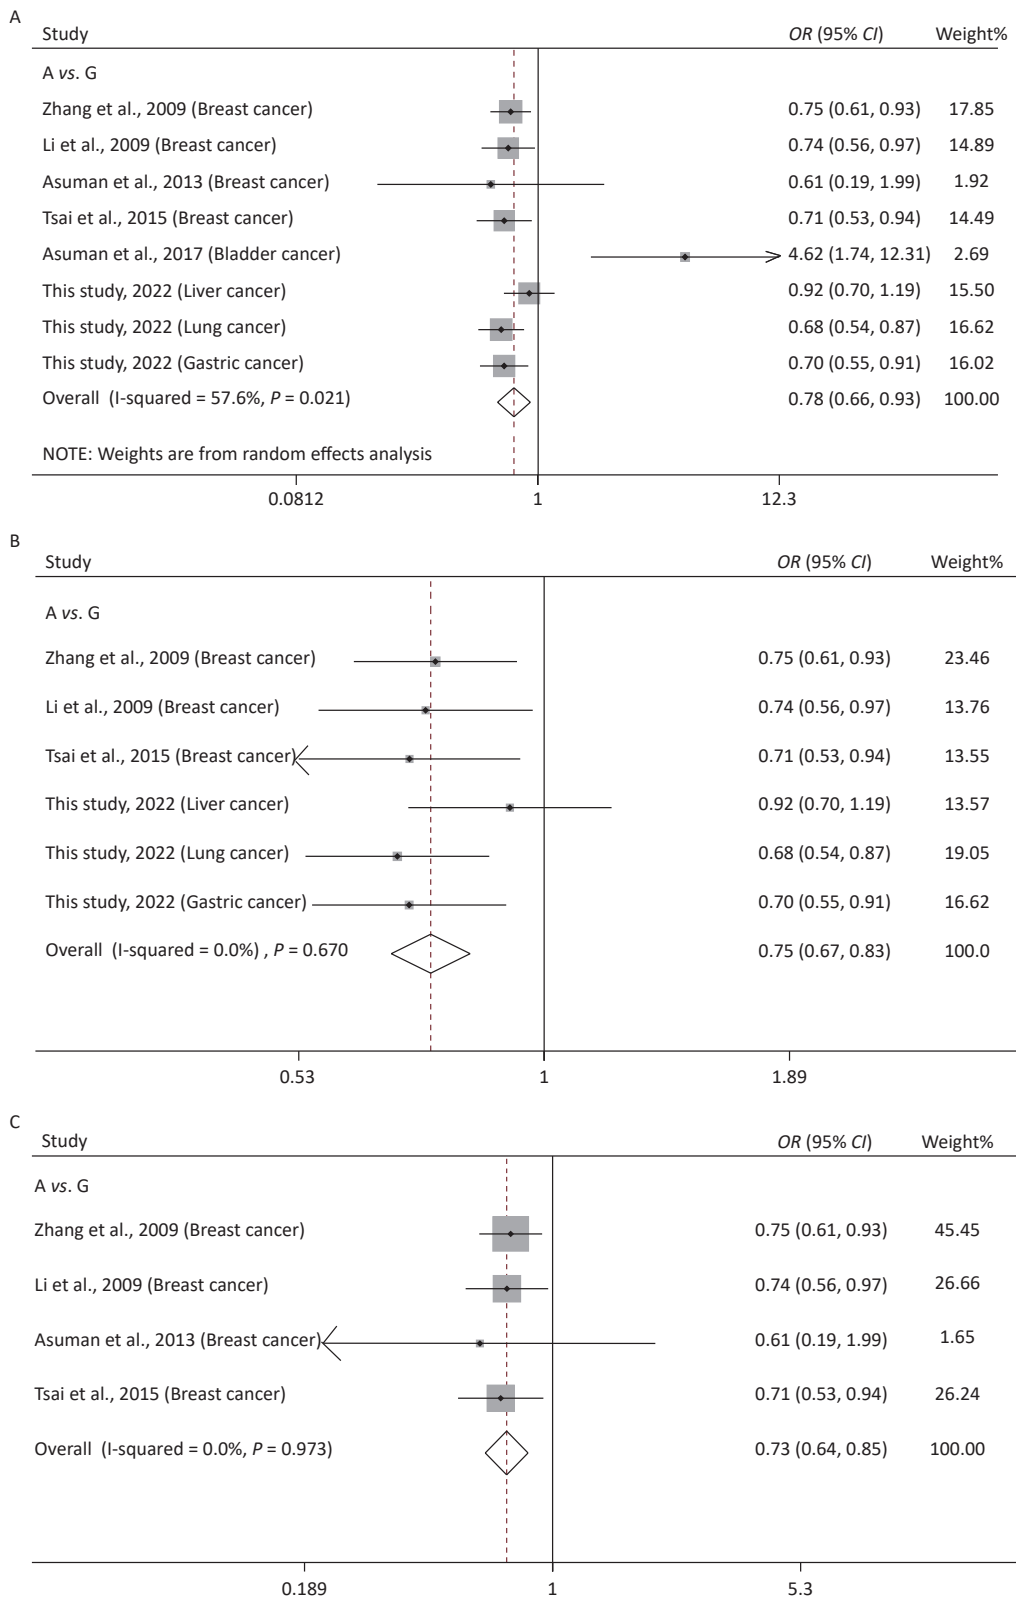 A
Study OR (95% CI) Weight%
A vs. G
Zhang et al., 2009 (Breast cancer) 0.75 (0.61, 0.93) 17.85
Li et al., 2009 (Breast cancer) 0.74 (0.56, 0.97) 14.89
Asuman et al., 2013 (Breast cancer) 0.61 (0.19, 1.99) 1.92
Tsai et al., 2015 (Breast cancer) 0.71 (0.53, 0.94) 14.49
Asuman et al., 2017 (Bladder cancer) 4.62 (1.74, 12.31) 2.69
This study, 2022 (Liver cancer) 0.92 (0.70, 1.19) 15.50
This study, 2022 (Lung cancer) 0.68 (0.54, 0.87) 16.62
This study, 2022 (Gastric cancer) 0.70 (0.55, 0.91) 16.02
Overall (I-squared = 57.6%, P = 0.021) 0.78 (0.66, 0.93) 100.00
NOTE: Weights are from random effects analysis
0.0812 1 12.3
B
Study OR (95% CI) Weight%
A vs. G
Zhang et al., 2009 (Breast cancer) 0.75 (0.61, 0.93) 23.46
Li et al., 2009 (Breast cancer) 0.74 (0.56, 0.97) 13.76
Tsai et al., 2015 (Breast cancer) 0.71 (0.53, 0.94) 13.55
This study, 2022 (Liver cancer) 0.92 (0.70, 1.19) 13.57
This study, 2022 (Lung cancer) 0.68 (0.54, 0.87) 19.05
This study, 2022 (Gastric cancer) 0.70 (0.55, 0.91) 16.62
Overall (I-squared = 0.0%) , P = 0.670 0.75 (0.67, 0.83) 100.0
0.53 1 1.89
C
Study OR (95% CI) Weight%
A vs. G
Zhang et al., 2009 (Breast cancer) 0.75 (0.61, 0.93) 45.45
Li et al., 2009 (Breast cancer) 0.74 (0.56, 0.97) 26.66
Asuman et al., 2013 (Breast cancer) 0.61 (0.19, 1.99) 1.65
Tsai et al., 2015 (Breast cancer) 0.71 (0.53, 0.94) 26.24
Overall (I-squared = 0.0%, P = 0.973) 0.73 (0.64, 0.85) 100.00
0.189 1 5.3